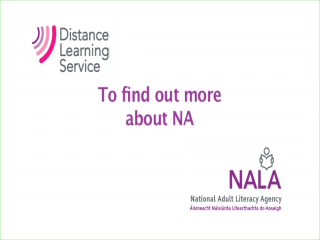 Distance
Learning
Service
To find out more
about NA
NALA
National Adult Literacy Agency
Áisíneacht Náisiúnta Litearthachta do Aosaigh